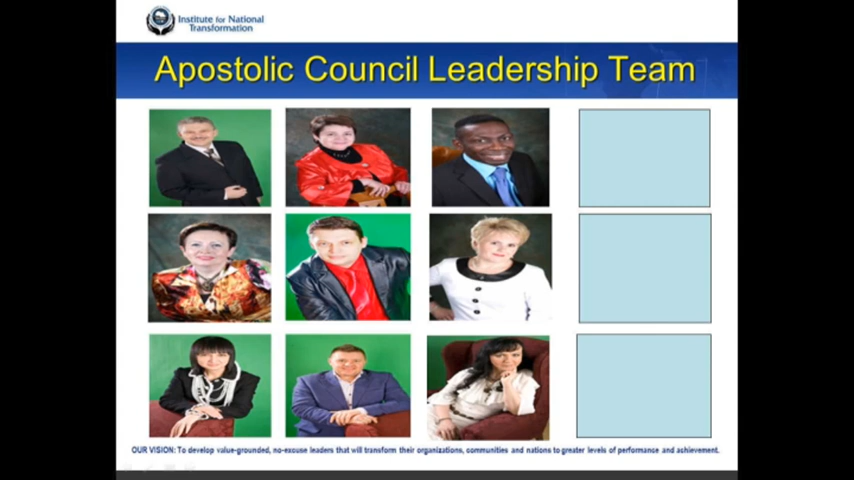 Institute for National
Transformation
Apostolic Council Leadership Team
OUR VISION: To develop value-grounded, no-excuse leaders that will transform their organizations, communities and nations to greater levels of performance and achievement.